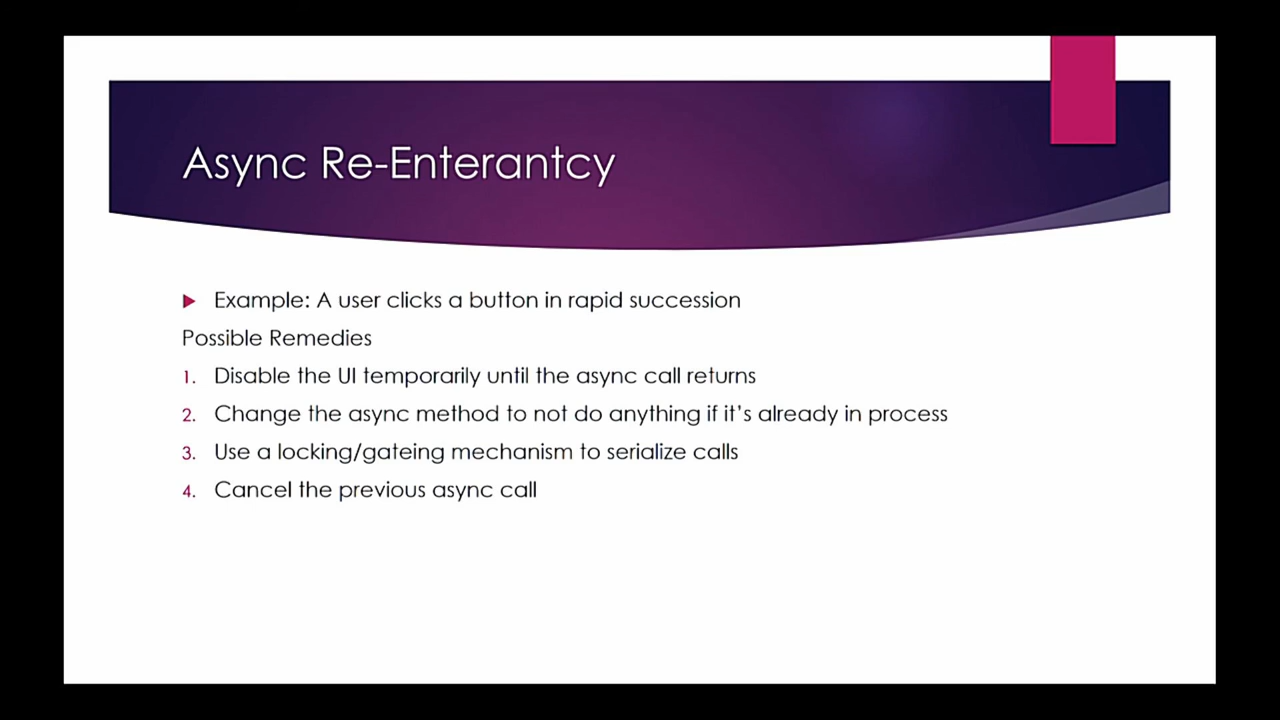 Async Re-Enterantcy
Example: A user clicks a button in rapid succession
Possible Remedies
1. Disable the UI temporarily until the async call returns
2. Change the async method to not do anything if it's already in process
3. Use a locking/gateing mechanism to serialize calls
4. Cancel the previous async call